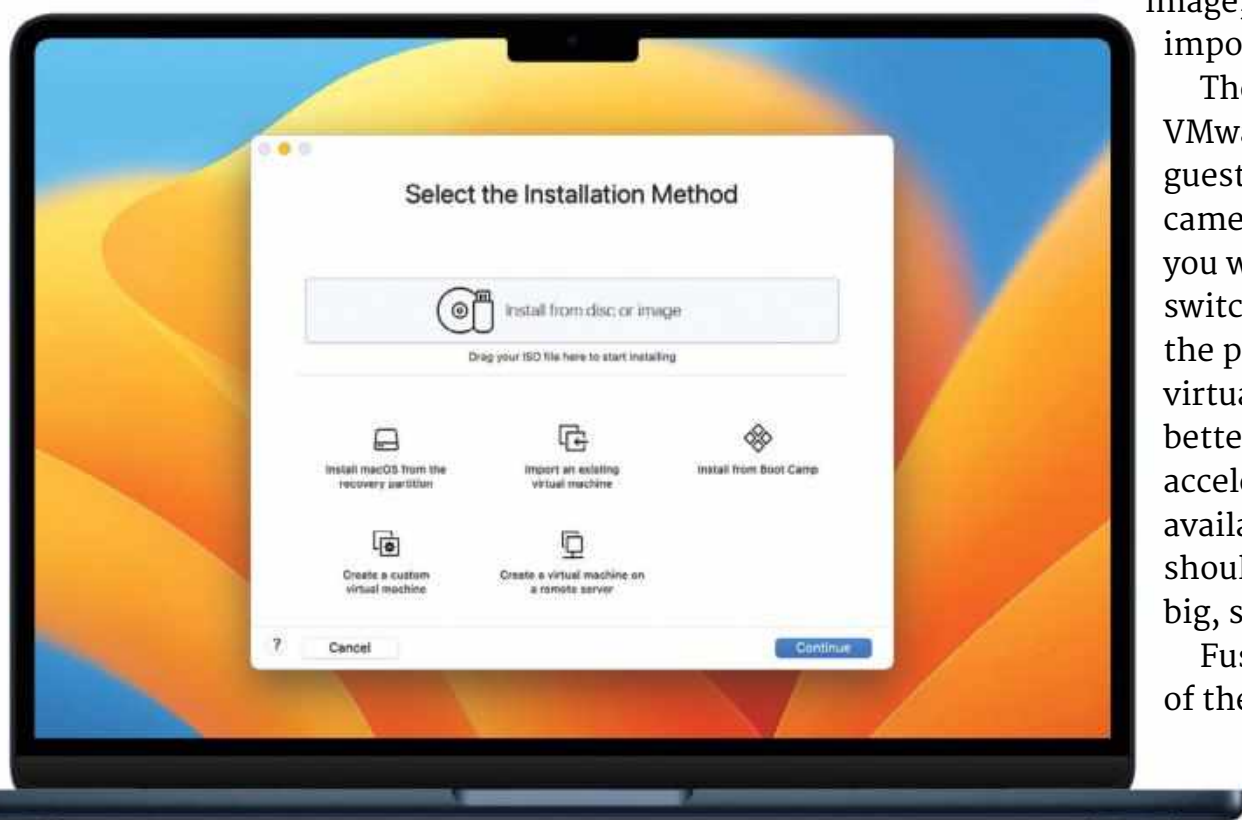 Select the Installation Method
Install from disc or image
Drag your ISO file here to start installing
Install macOS from the
recovery partition
Import an existing
virtual machine
Install from Boot Camp
Create a custom
virtual machine
Create a virtual machine on
a remote server
?
Cancel
Continue
image,
impo
The
VMwa
guest
came
you w
switc
the p
virtua
bette
accele
availa
shoul
big, s
Fus
of the